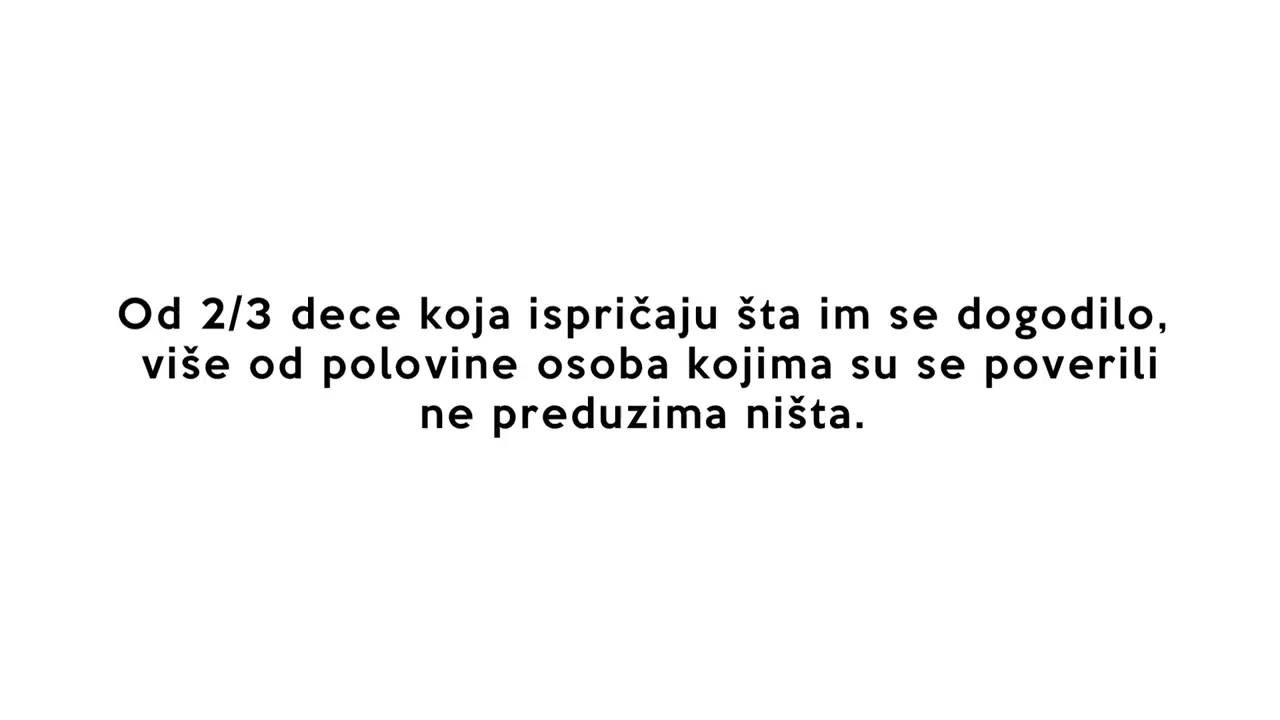 Od 2/3 dece koja ispričaju šta im se dogodilo,
više od polovine osoba kojima su se poverili
ne preduzima ništa.